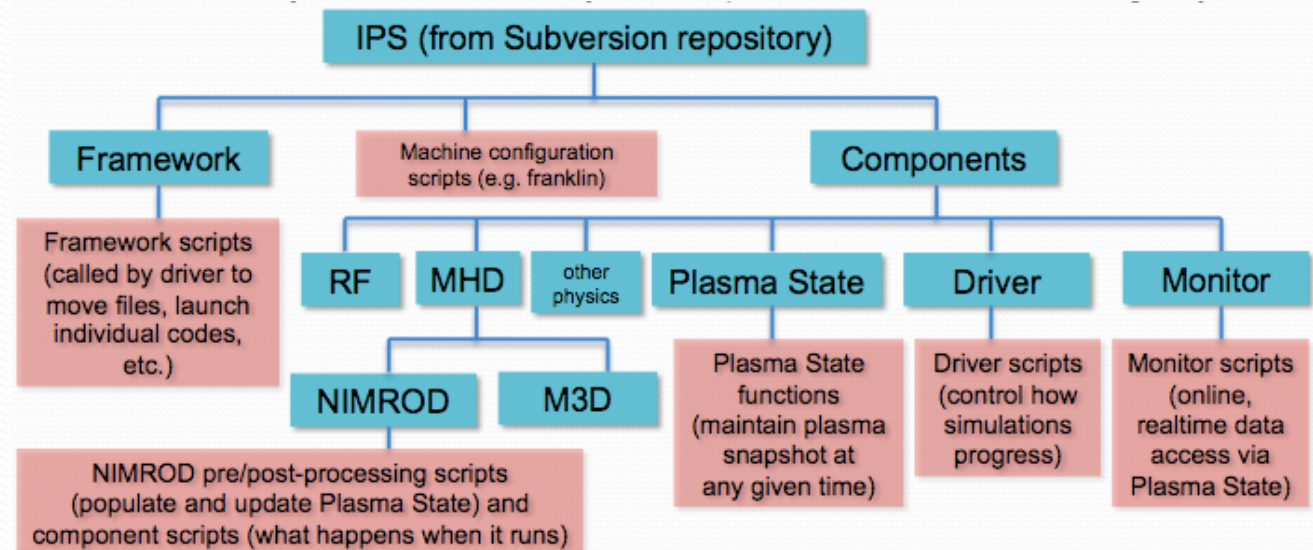 IPS (from Subversion repository)
Framework
Machine configuration
scripts (e.g. franklin)
Components
Framework scripts
(called by driver to
move files, launch
individual codes,
etc.)
RF
MHD
other
physics
Plasma State
Driver
Monitor
NIMROD
M3D
Plasma State
functions
(maintain plasma
snapshot at
any given time)
Driver scripts
(control how
simulations
progress)
Monitor scripts
(online,
realtime data
access via
Plasma State)
NIMROD pre/post-processing scripts
(populate and update Plasma State) and
component scripts (what happens when it runs)